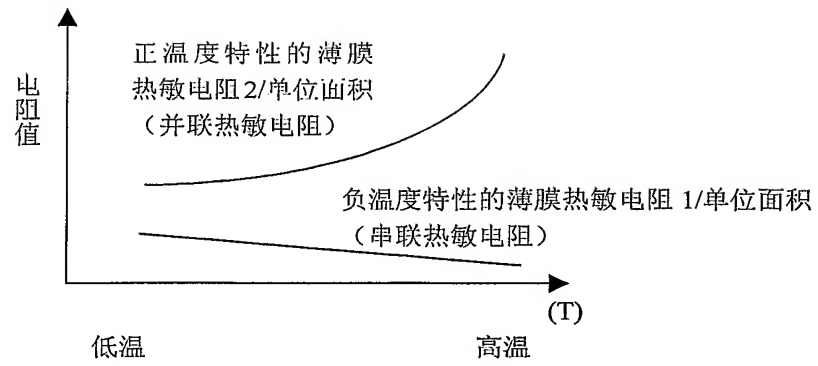 正温度特性的薄膜
热敏电阻2/单位面积
（并联热敏电阻）
电阻值
负温度特性的薄膜热敏电阻 1/单位面积
（串联热敏电阻）
(T)
低温
高温